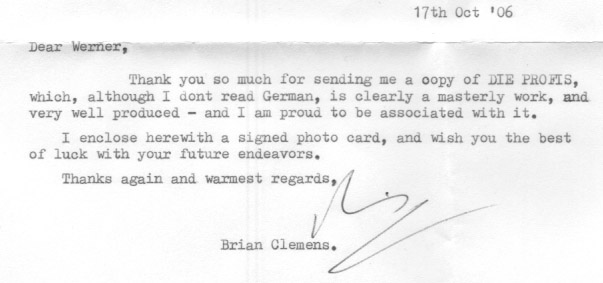 17th Oct '06
Dear Werner,
Thank you so much for sending me a copy of DIE PROFIS,
which, although I dont read German, is clearly a masterly work, and
very well produced - and I am proud to be associated with it.
I enclose herewith a signed photo card, and wish you the best
of luck with your future endeavors.
Thanks again and warmest regards,
Brian Clemens.